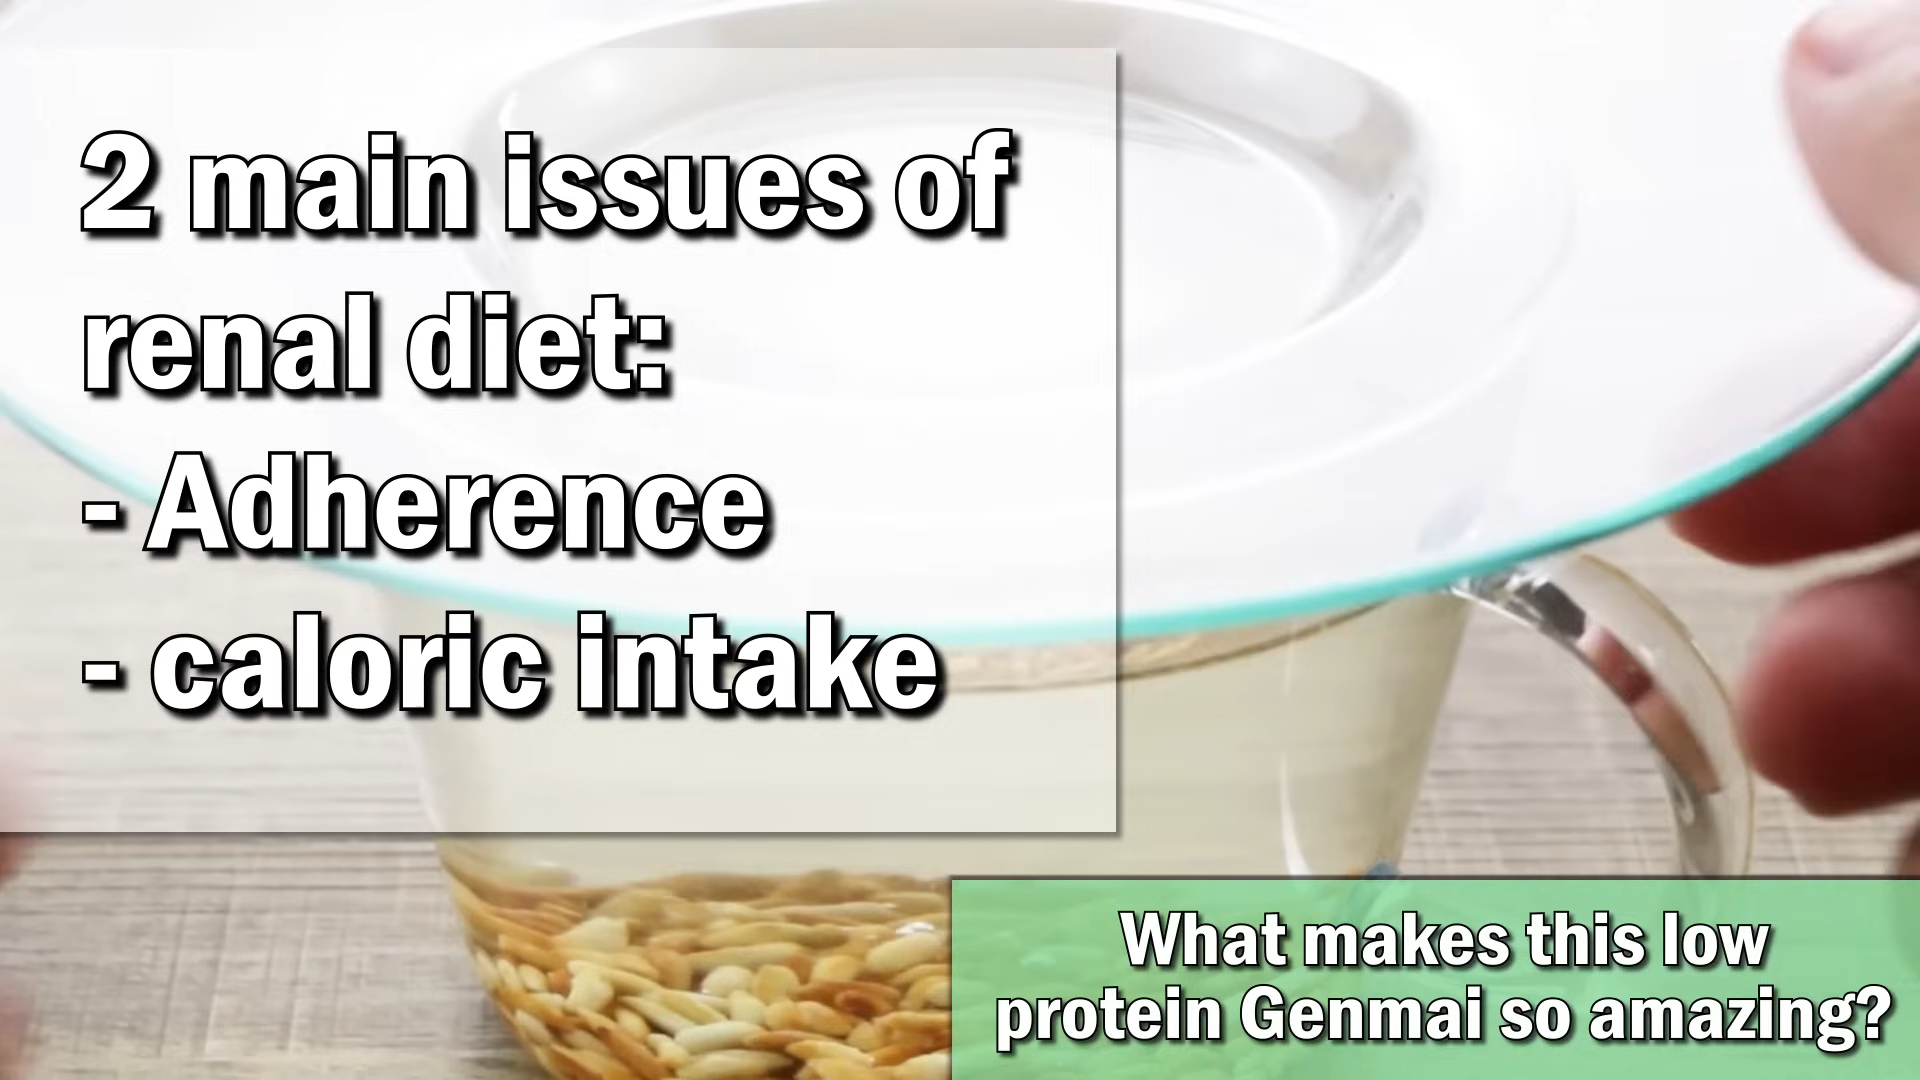 2 main issues of
renal diet:
- Adherence
- caloric intake
What makes this low
protein Genmai so amazing?